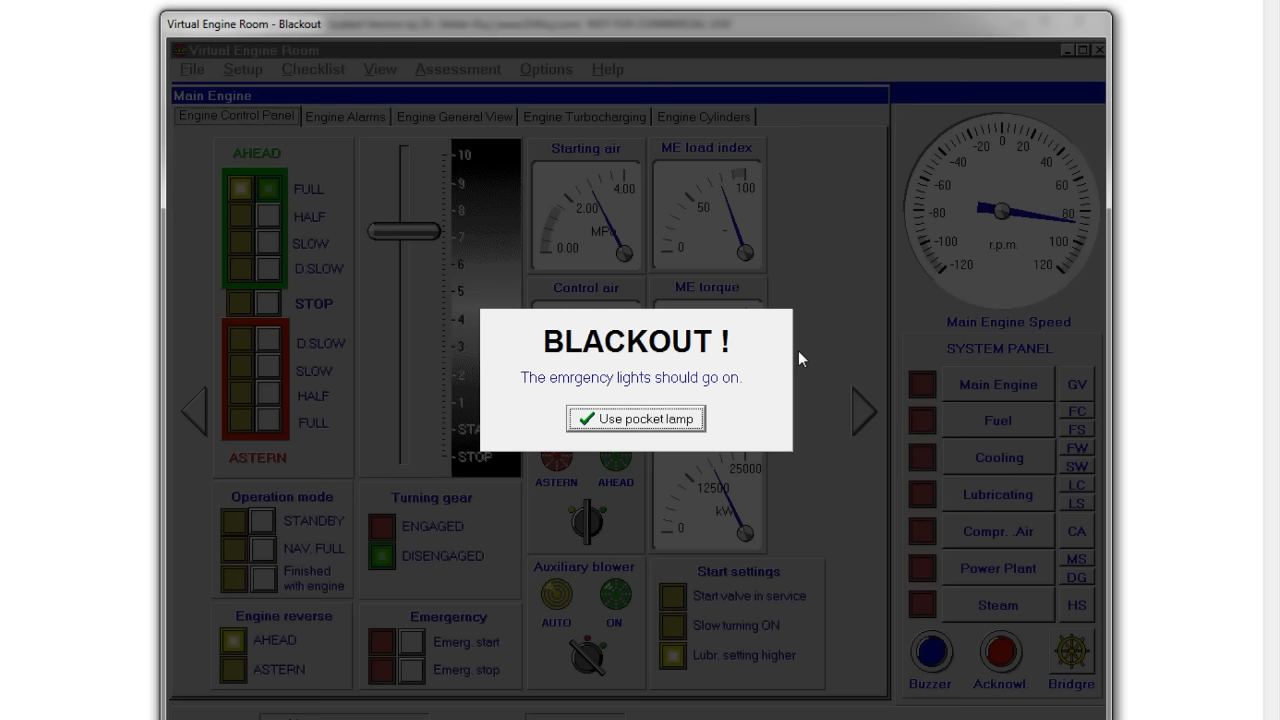 Virtual Engine Room - Blackout
Virtual Engine Room
File Setup Checklist View Assessment Options Help
Main Engine
Engine Control Panel Engine Alarms Engine General View Engine Turbocharging Engine Cylinders
AHEAD
FULL
HALF
SLOW
D.SLOW
STOP
D.SLOW
SLOW
HALF
FULL
ASTERN
10
9
8
7
6
5
4
3
2
1
STOP
Starting air
4.00
2.00
MPa
0.00
ME load index
100
50
0
Control air
ME torque
BLACKOUT !
The emrgency lights should go on.
Use pocket lamp
ASTERN AHEAD
25000
12500
kW
0
-20 0 20
-40 40
-60 60
-80 80
-100 r.p.m. 100
-120 120
Main Engine Speed
SYSTEM PANEL
Main Engine GV
Fuel FC
FS
Cooling FW
SW
Lubricating LC
LS
Compr. Air CA
Power Plant MS
DG
Steam HS
Buzzer Acknowl. Bridgre
Operation mode
STANDBY
NAV. FULL
Finished
with engine
Turning gear
ENGAGED
DISENGAGED
Engine reverse
AHEAD
ASTERN
Emergency
Emerg. start
Emerg. stop
Auxiliary blower
AUTO ON
Start settings
Start valve in service
Slow turning ON
Lubr. setting higher